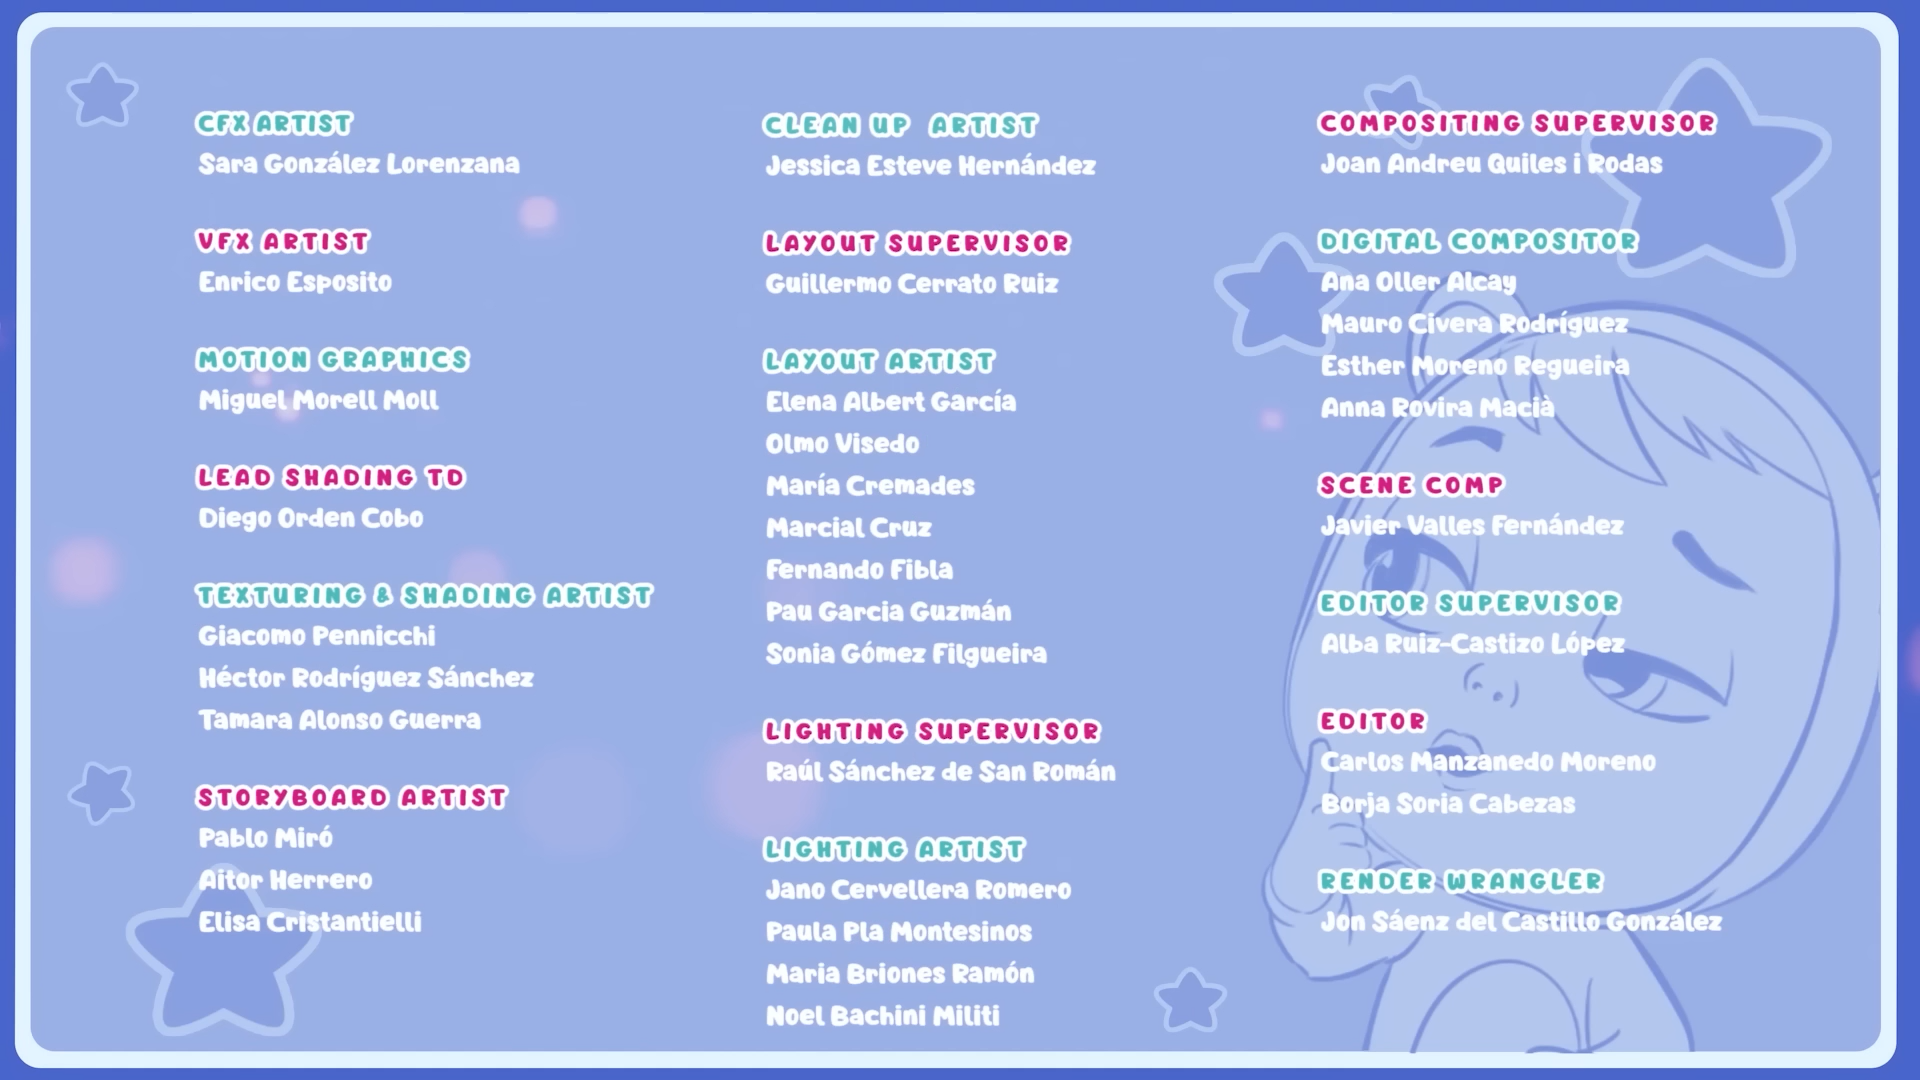 CFX ARTIST
Sara González Lorenzana
VFX ARTIST
Enrico Esposito
MOTION GRAPHICS
Miguel Morell Moll
LEAD SHADING TD
Diego Orden Cobo
TEXTURING & SHADING ARTIST
Giacomo Pennicchi
Héctor Rodríguez Sánchez
Tamara Alonso Guerra
STORYBOARD ARTIST
Pablo Miró
Aitor Herrero
Elisa Cristantielli
CLEAN UP ARTIST
Jessica Esteve Hernández
LAYOUT SUPERVISOR
Guillermo Cerrato Ruiz
LAYOUT ARTIST
Elena Albert García
Olmo Visedo
María Cremades
Marcial Cruz
Fernando Fibla
Pau Garcia Guzmán
Sonia Gómez Filgueira
LIGHTING SUPERVISOR
Raúl Sánchez de San Román
LIGHTING ARTIST
Jano Cervellera Romero
Paula Pla Montesinos
Maria Briones Ramón
Noel Bachini Militi
COMPOSITING SUPERVISOR
Joan Andreu Quiles i Rodas
DIGITAL COMPOSITOR
Ana Oller Alcay
Mauro Civera Rodríguez
Esther Moreno Regueira
Anna Rovira Macià
SCENE COMP
Javier Valles Fernández
EDITOR SUPERVISOR
Alba Ruiz-Castizo López
EDITOR
Carlos Manzanedo Moreno
Borja Soria Cabezas
RENDER WRANGLER
Jon Sáenz del Castillo González